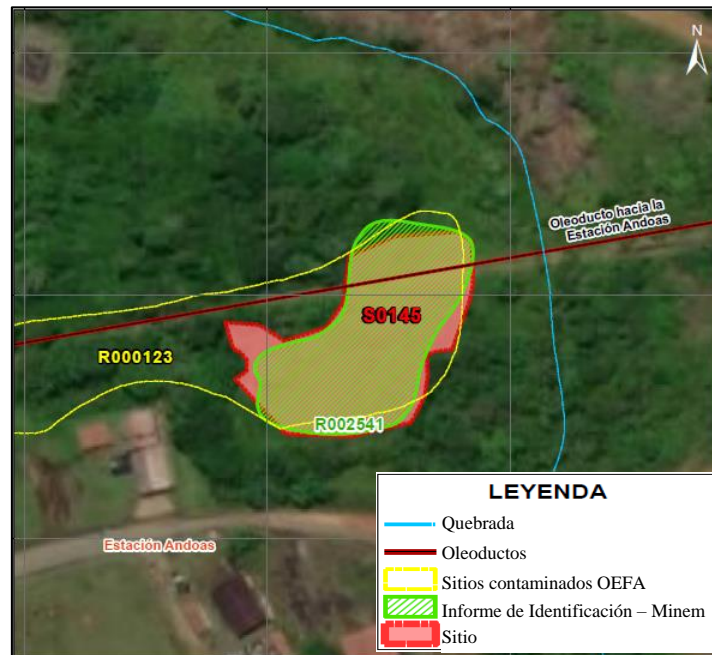 N
Oleoducto hacia la
Estación Andoas
S0145
R000123
R002541
Estación Andoas
LEYENDA
Quebrada
Oleoductos
Sitios contaminados OEFA
Informe de Identificación – Minem
Sitio